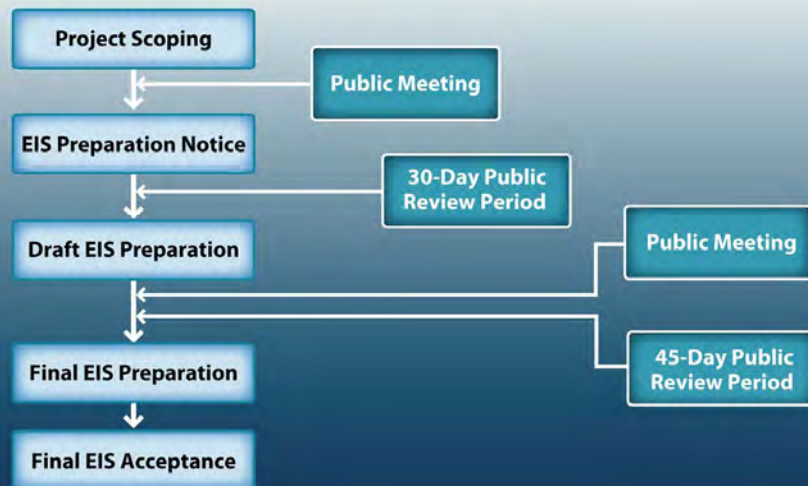 Project Scoping
Public Meeting
EIS Preparation Notice
30-Day Public
Review Period
Draft EIS Preparation
Public Meeting
45-Day Public
Review Period
Final EIS Preparation
Final EIS Acceptance